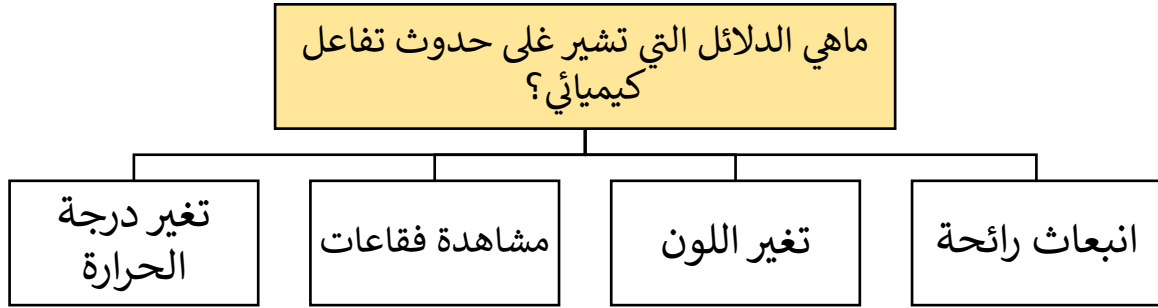 ماهي الدلائل التي تشير غلى حدوث تفاعل
كيميائي؟
انبعاث رائحة
تغير اللون
مشاهدة فقاعات
تغير درجة
الحرارة